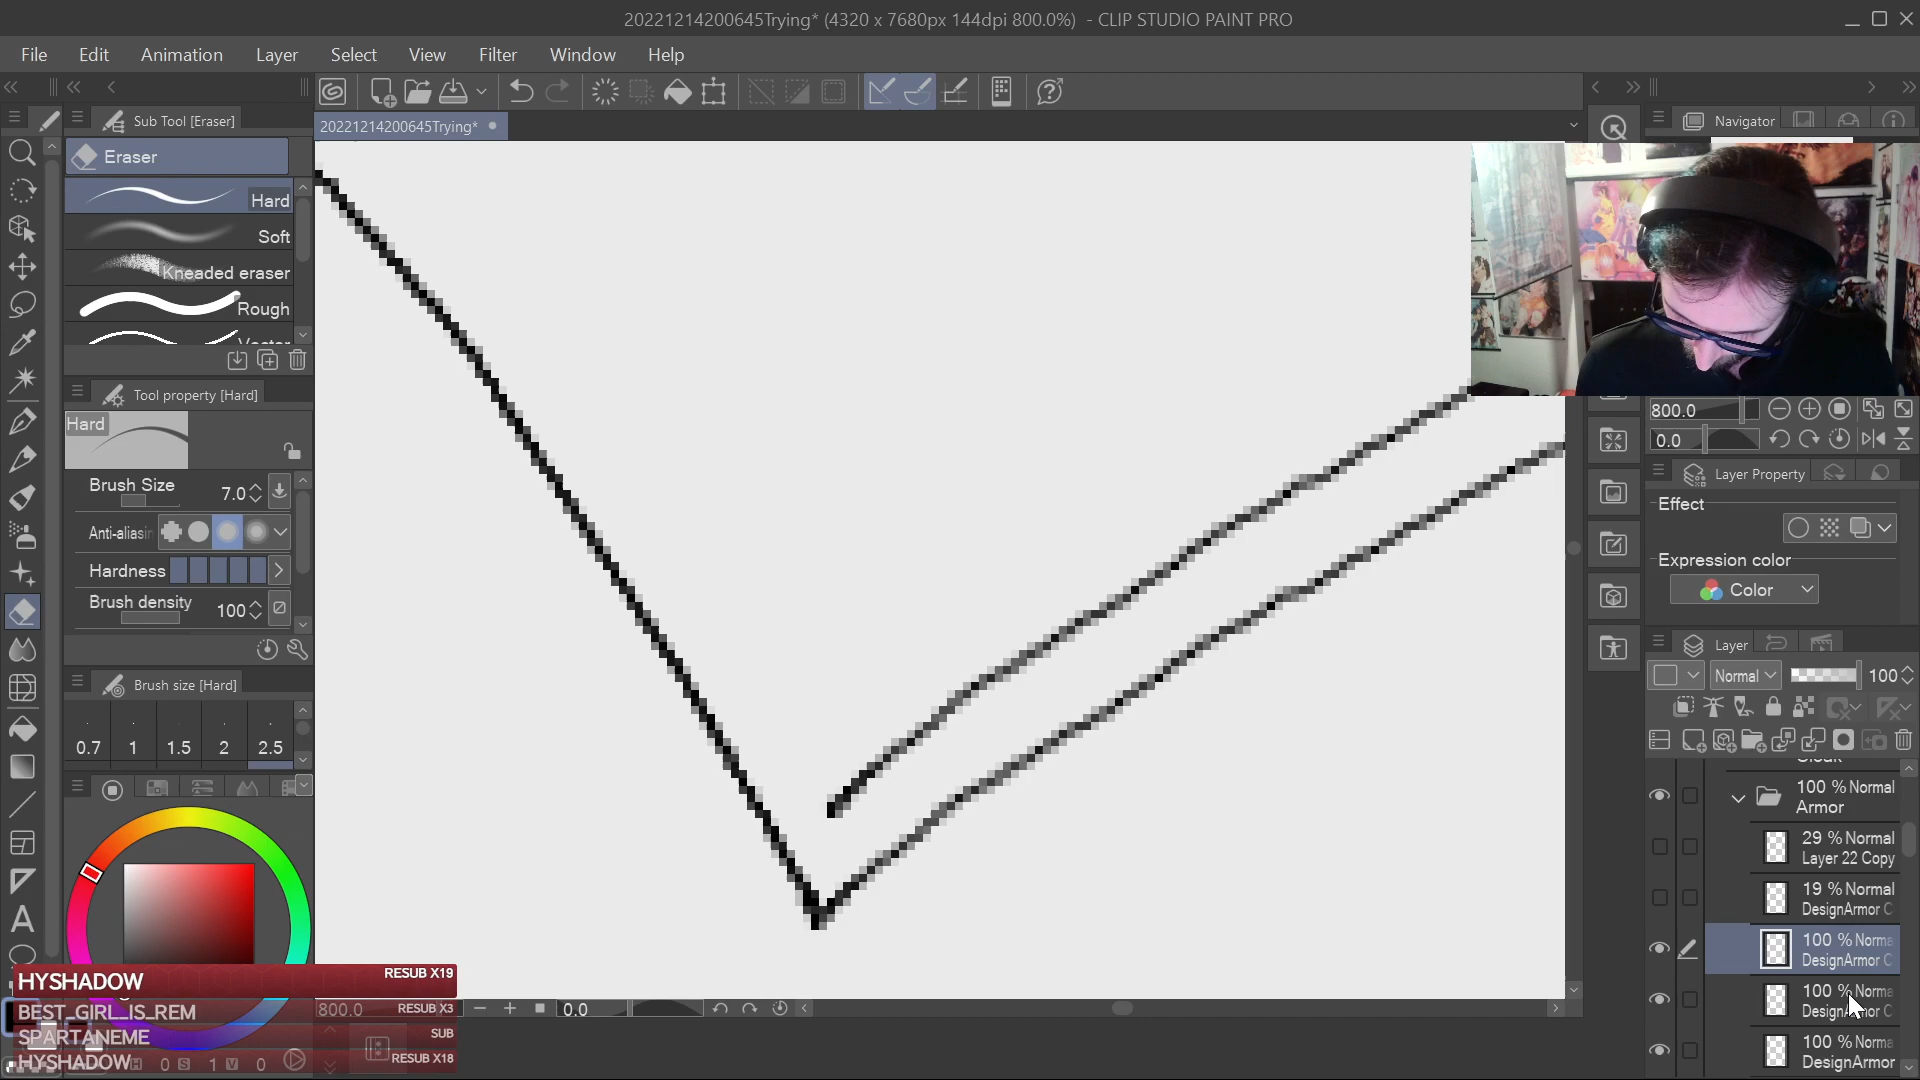 20221214200645Trying* (4320 x 7680px 144dpi 800.0%) - CLIP STUDIO PAINT PRO
File Edit Animation Layer Select View Filter Window Help
Sub Tool [Eraser]
20221214200645Trying*
Navigator
Eraser
Hard
Soft
Kneaded eraser
Rough
Tool property [Hard]
Hard
Brush Size 7.0
Anti-aliasin
Hardness
Brush density 100
Brush size [Hard]
0.7 1 1.5 2 2.5
800.0
0.0
Layer Property
Effect
Expression color
Color
Layer
Normal 100
100 % Normal
Armor
29 % Normal
Layer 22 Copy
19 % Normal
DesignArmor C
100 % Norma
DesignArmor C
100 % Norma
DesignArmor C
100 % Norma
DesignArmor
HYSHADOW RESUB X19
BEST_GIRL_IS_REM RESUB X3
SPARTANEME SUB
HYSHADOW RESUB X18
800.0 0.0
H 0 S 1 V 0